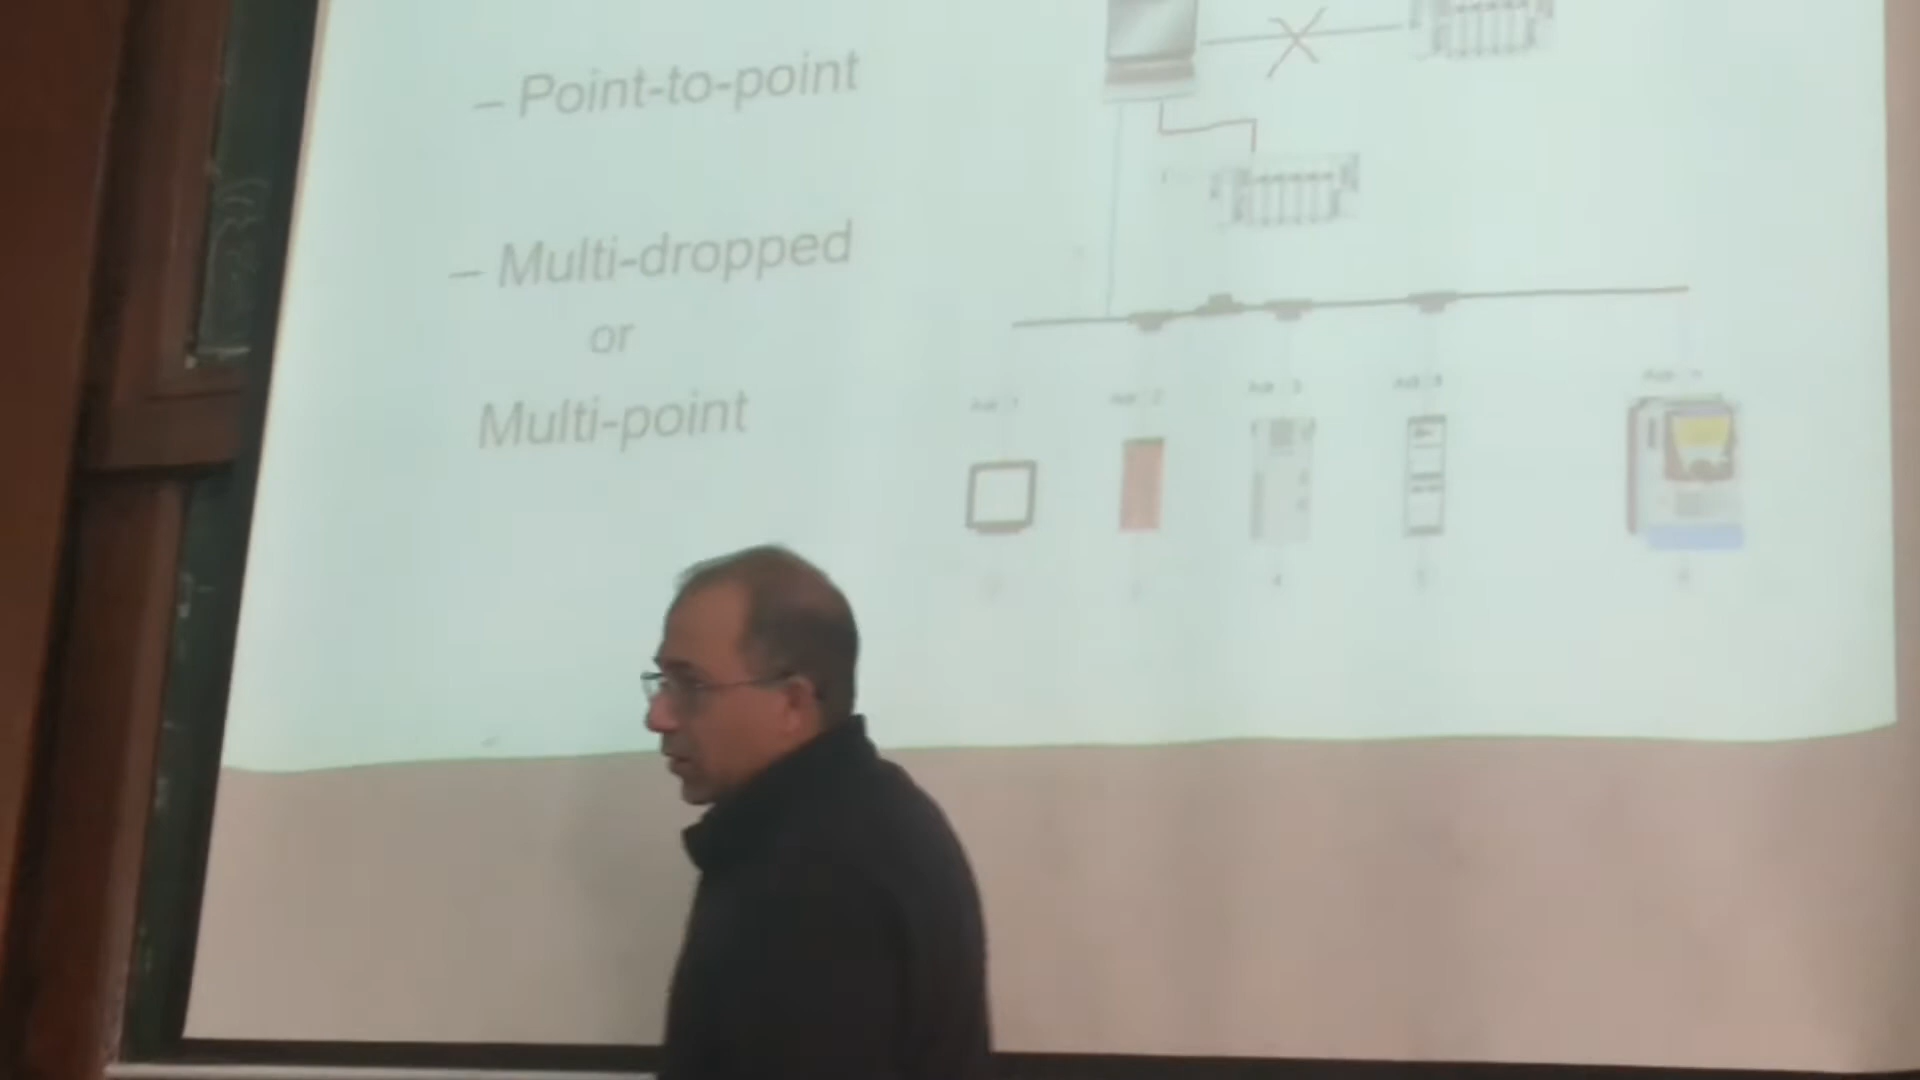 – Point-to-point
– Multi-dropped
or
Multi-point